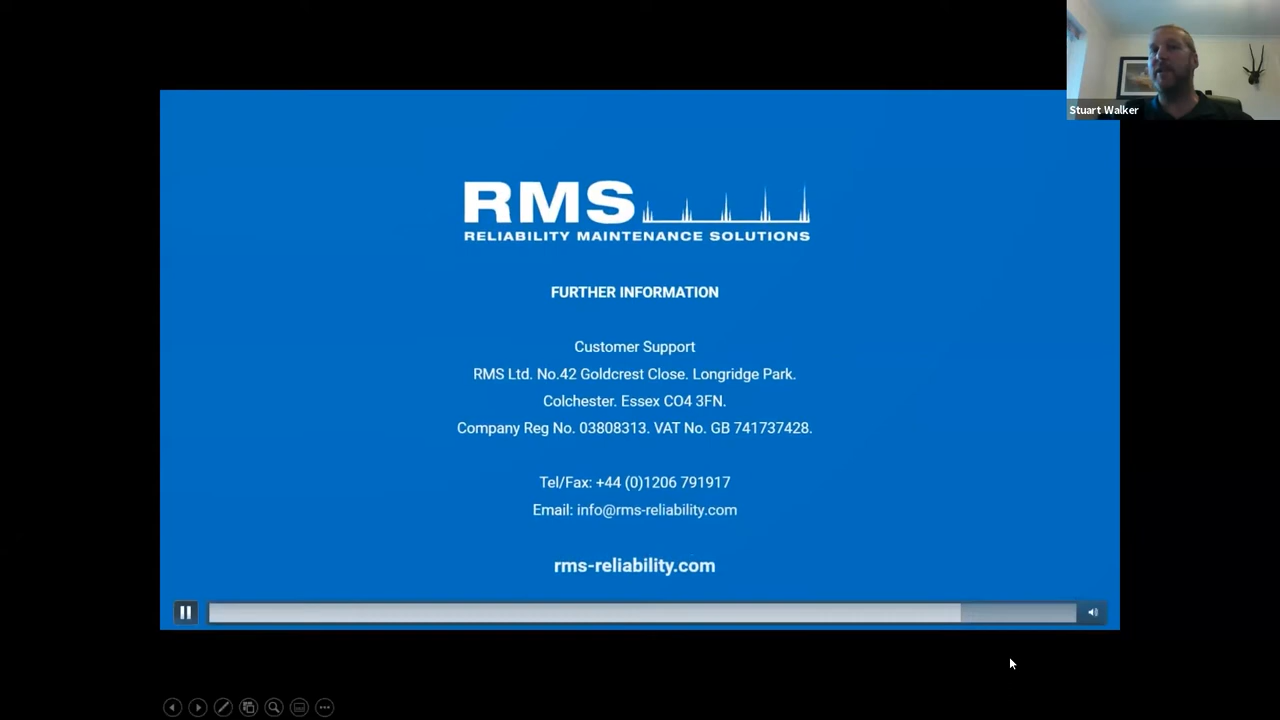 Stuart Walker
RMS
RELIABILITY MAINTENANCE SOLUTIONS
FURTHER INFORMATION
Customer Support
RMS Ltd. No.42 Goldcrest Close. Longridge Park.
Colchester. Essex CO4 3FN.
Company Reg No. 03808313. VAT No. GB 741737428.
Tel/Fax: +44 (0)1206 791917
Email: info@rms-reliability.com
rms-reliability.com